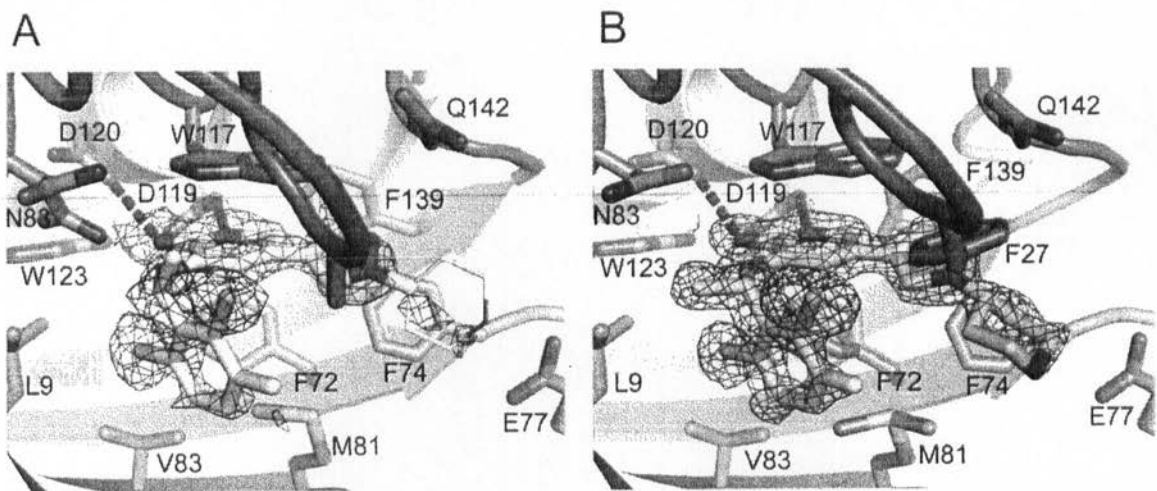 A
D120
W117
Q142
D119
F139
N83
W123
L9
F72
F74
E77
V83
M81
B
D120
W117
Q142
F139
D119
N83
W123
F27
L9
F72
F74
E77
V83
M81